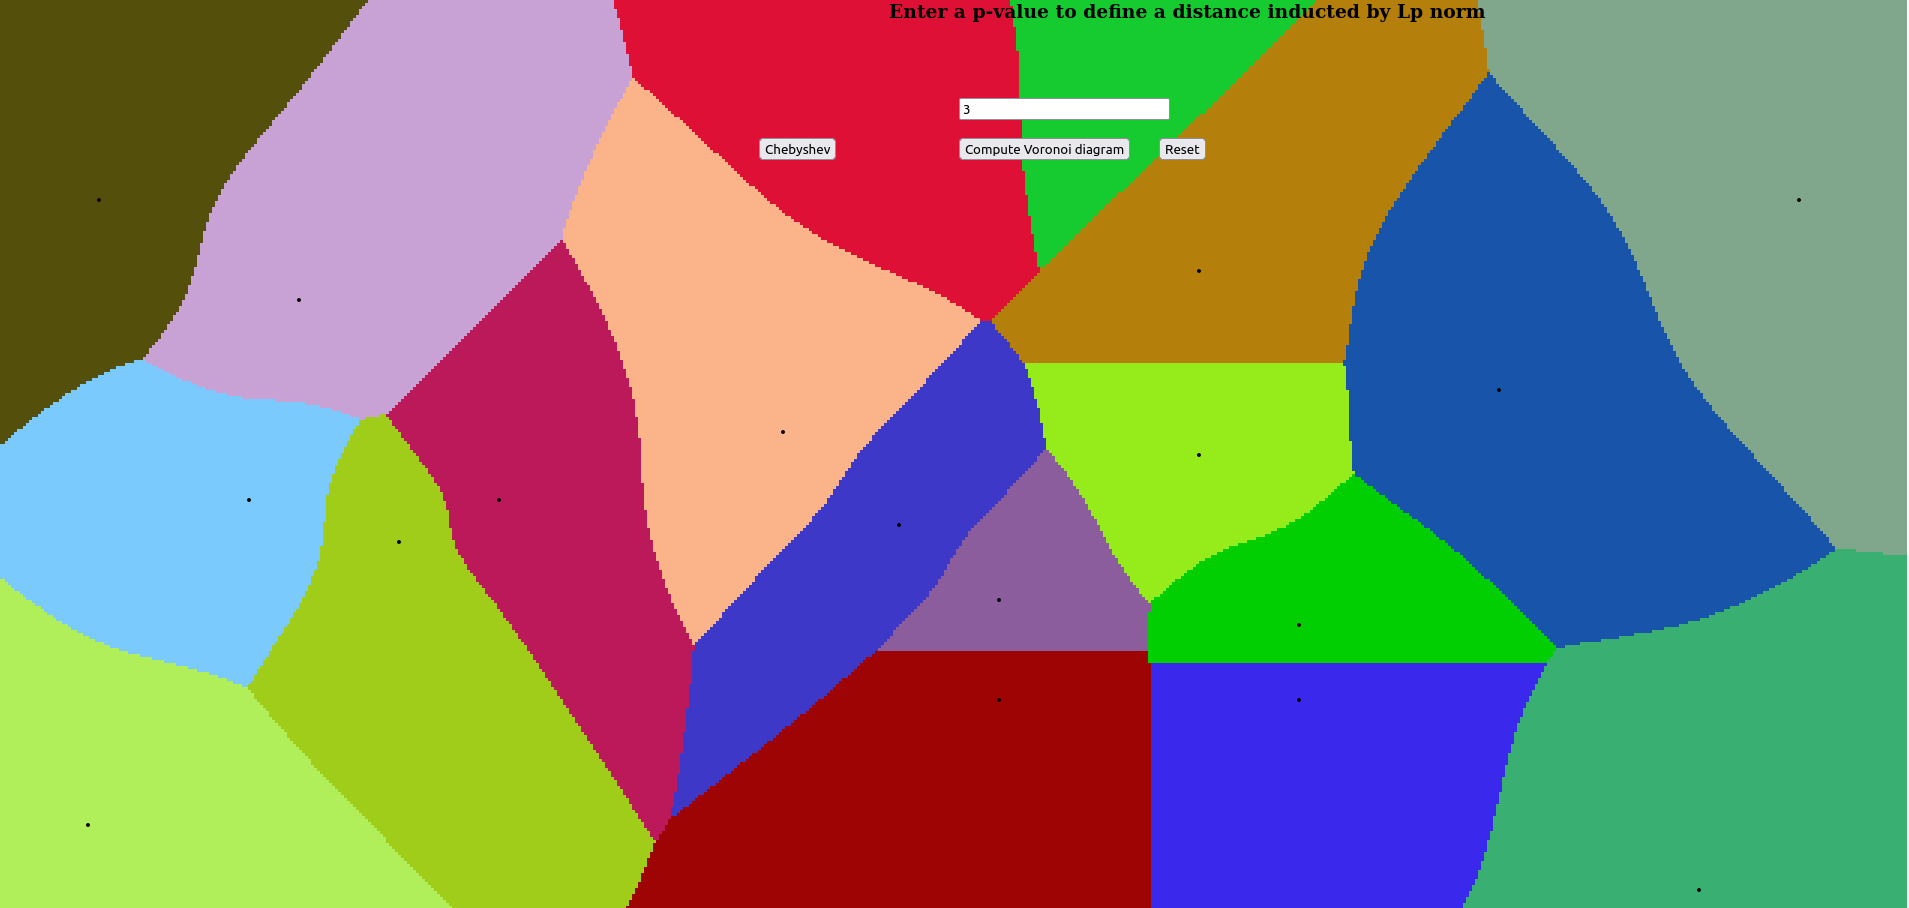 Enter a p-value to define a distance inducted by Lp norm
3
Chebyshev
Compute Voronoi diagram
Reset